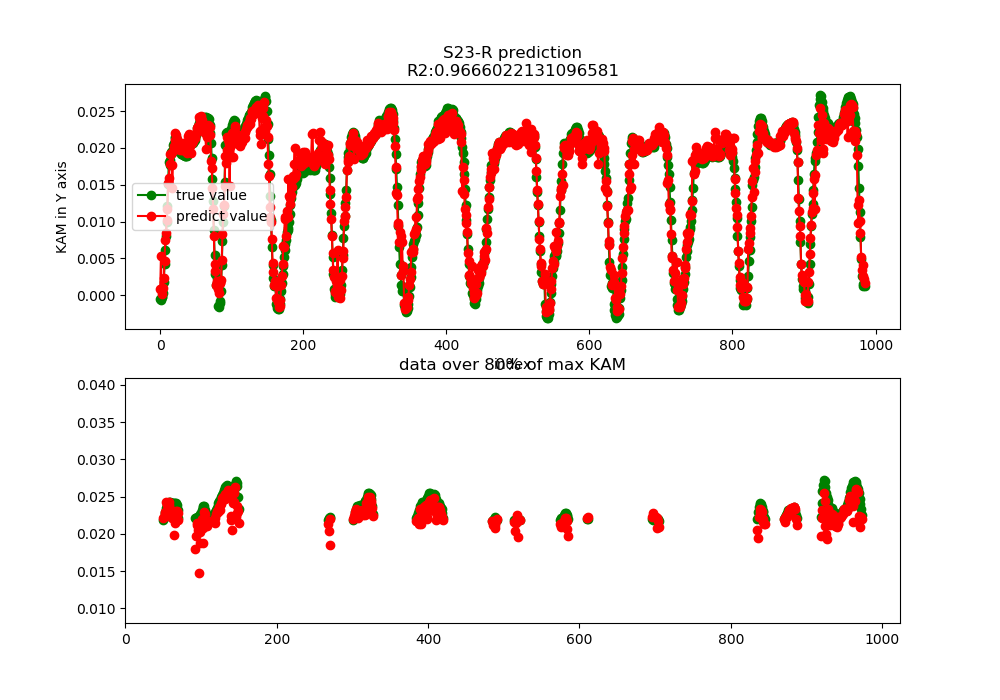 S23-R prediction
R2:0.9666022131096581
KAM in Y axis
0.025
0.020
0.015
0.010
0.005
0.000
true value
predict value
0 200 400 600 800 1000
index
data over 80% of max KAM
0.040
0.035
0.030
0.025
0.020
0.015
0.010
0 200 400 600 800 1000